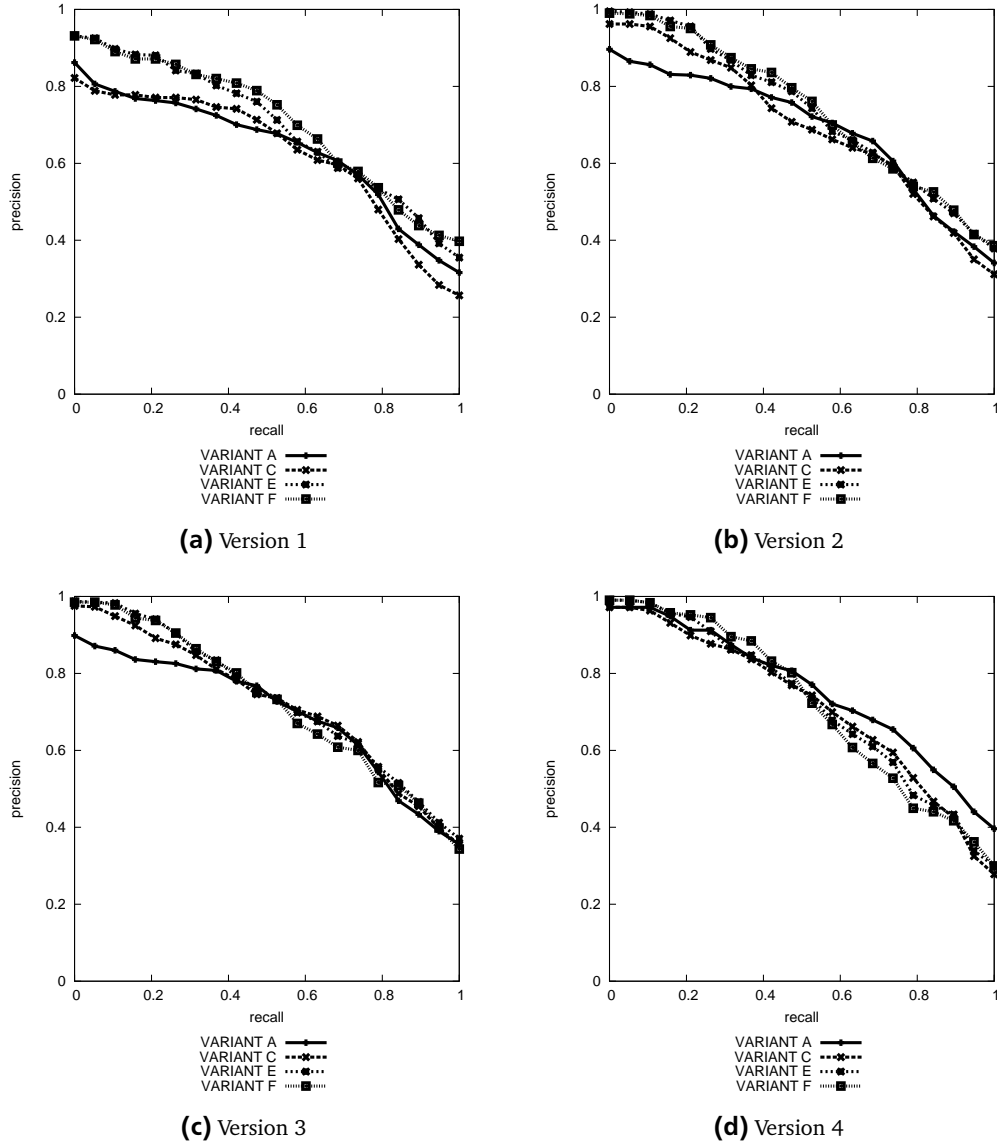 1
0.8
0.6
0.4
0.2
0
precision
0 0.2 0.4 0.6 0.8 1
recall
VARIANT A
VARIANT C
VARIANT E
VARIANT F
(a) Version 1
1
0.8
0.6
0.4
0.2
0
precision
0 0.2 0.4 0.6 0.8 1
recall
VARIANT A
VARIANT C
VARIANT E
VARIANT F
(b) Version 2
1
0.8
0.6
0.4
0.2
0
precision
0 0.2 0.4 0.6 0.8 1
recall
VARIANT A
VARIANT C
VARIANT E
VARIANT F
(c) Version 3
1
0.8
0.6
0.4
0.2
0
precision
0 0.2 0.4 0.6 0.8 1
recall
VARIANT A
VARIANT C
VARIANT E
VARIANT F
(d) Version 4